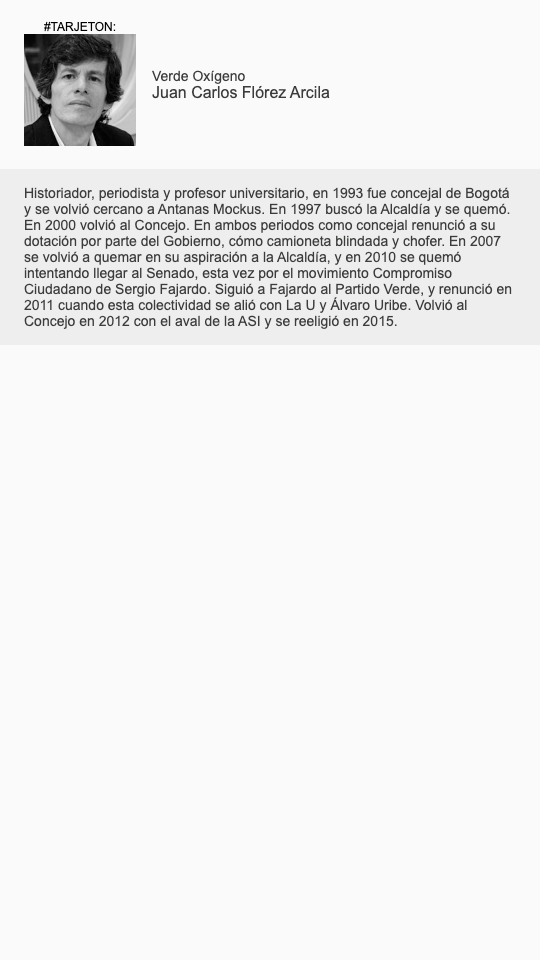 #TARJETON:
Verde Oxígeno
Juan Carlos Flórez Arcila
Historiador, periodista y profesor universitario, en 1993 fue concejal de Bogotá
y se volvió cercano a Antanas Mockus. En 1997 buscó la Alcaldía y se quemó.
En 2000 volvió al Concejo. En ambos periodos como concejal renunció a su
dotación por parte del Gobierno, cómo camioneta blindada y chofer. En 2007
se volvió a quemar en su aspiración a la Alcaldía, y en 2010 se quemó
intentando llegar al Senado, esta vez por el movimiento Compromiso
Ciudadano de Sergio Fajardo. Siguió a Fajardo al Partido Verde, y renunció en
2011 cuando esta colectividad se alió con La U y Álvaro Uribe. Volvió al
Concejo en 2012 con el aval de la ASI y se reeligió en 2015.